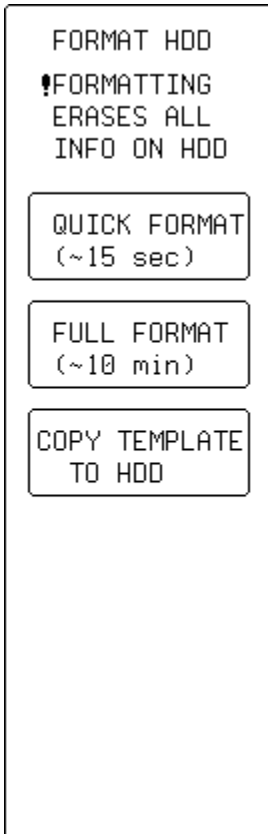 FORMAT HDD
!FORMATTING
ERASES ALL
INFO ON HDD
QUICK FORMAT
(~15 sec)
FULL FORMAT
(~10 min)
COPY TEMPLATE
TO HDD